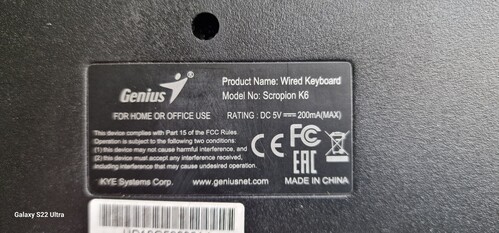 Genius®
Product Name: Wired Keyboard
Model No: Scropion K6
FOR HOME OR OFFICE USE
RATING : DC 5V ⎓ 200mA(MAX)
This device complies with Part 15 of the FCC Rules.
Operation is subject to the following two conditions:
(1) this device may not cause harmful interference, and
(2) this device must accept any interference received,
including interference that may cause undesired operation.
CE FC
EAC
KYE Systems Corp.
www.geniusnet.com
MADE IN CHINA
Galaxy S22 Ultra